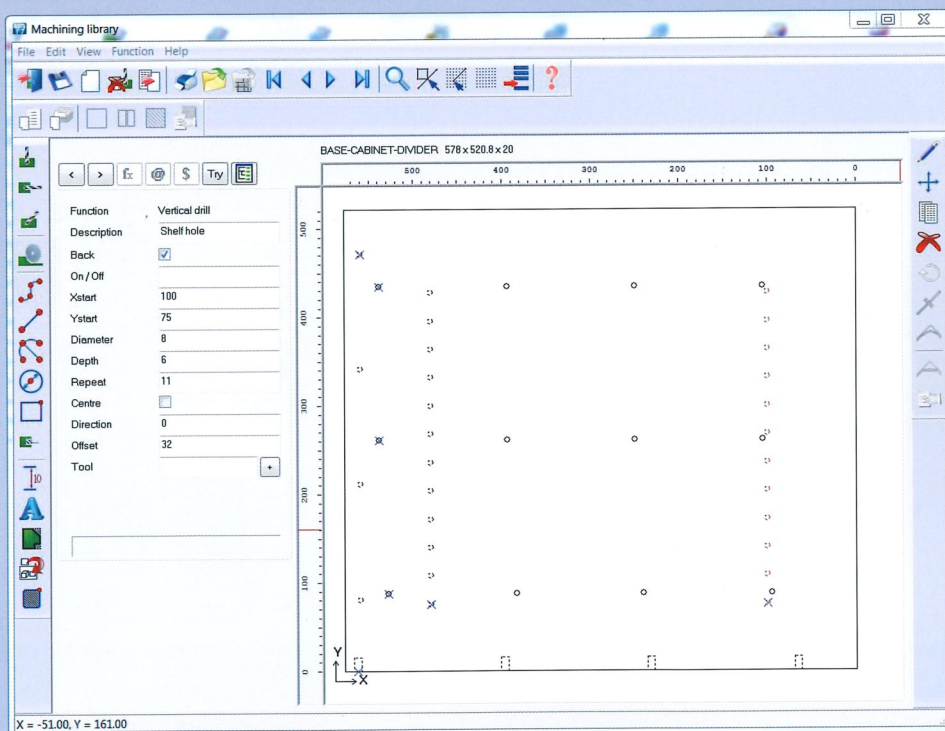 Machining library
File Edit View Function Help
BASE-CABINET-DIVIDER 578 x 520.8 x 20
< > fx @ $ Try
500 400 300 200 100 0
Function Vertical drill
Description Shelf hole
Back
On / Off
Xstart 100
Ystart 75
Diameter 8
Depth 6
Repeat 11
Centre
Direction 0
Offset 32
Tool +
500
400
300
200
100
0
10
A
Y
X
X = -51.00, Y = 161.00